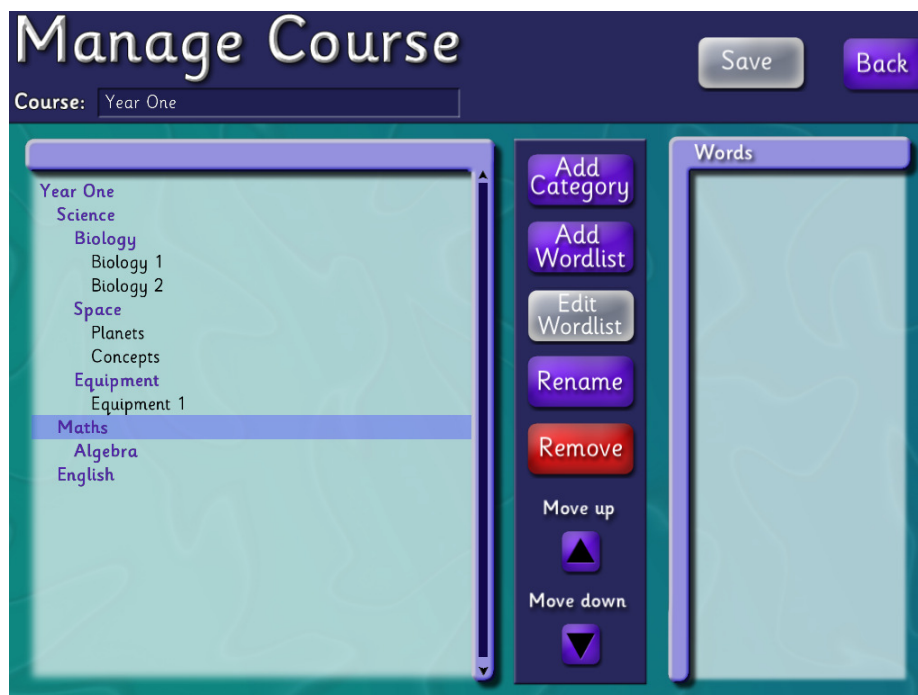 Manage Course
Save
Back
Course: Year One
Year One
Science
Biology
Biology 1
Biology 2
Space
Planets
Concepts
Equipment
Equipment 1
Maths
Algebra
English
Add
Category
Add
Wordlist
Edit
Wordlist
Rename
Remove
Move up
Move down
Words